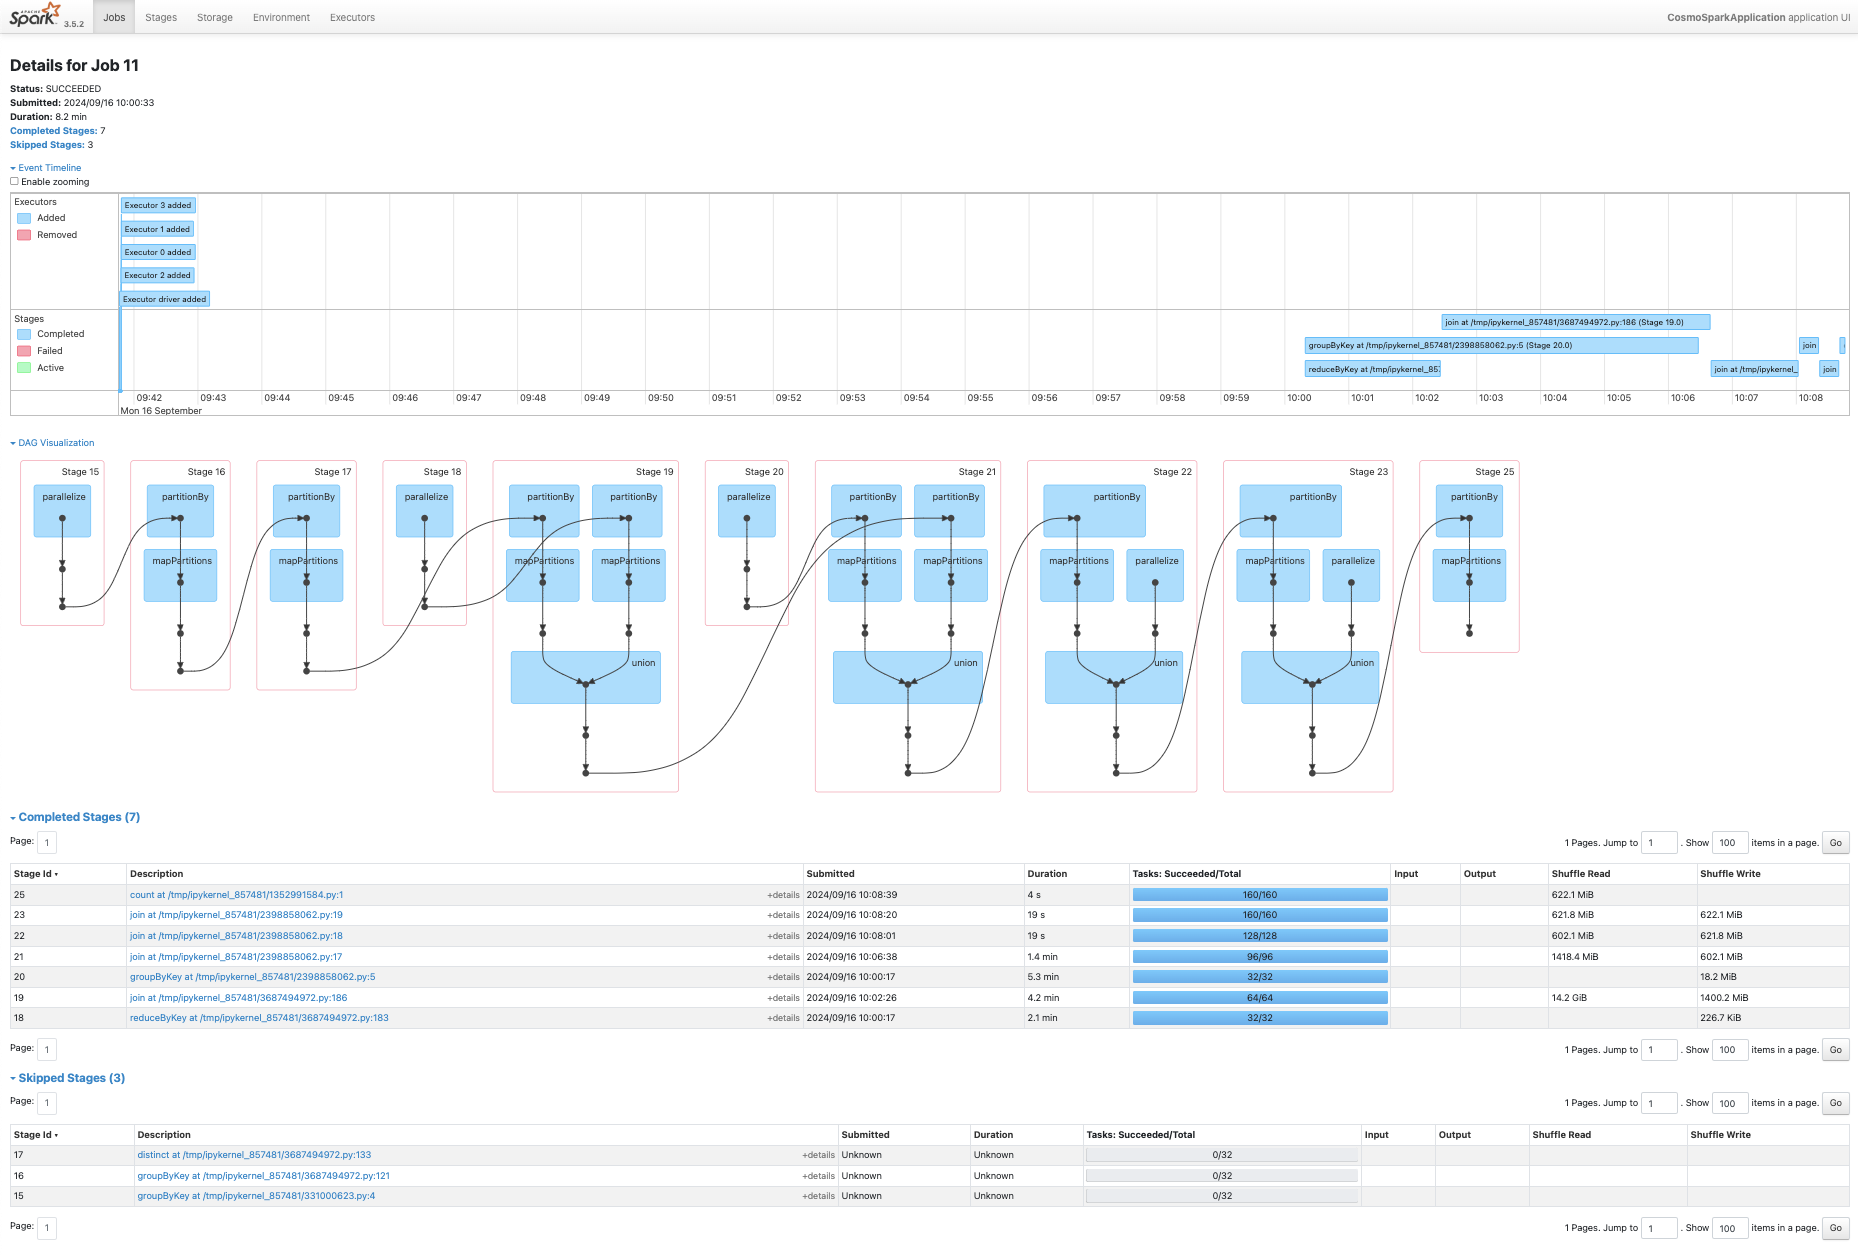 APACHE Spark 3.5.2 Jobs Stages Storage Environment Executors CosmoSparkApplication application UI
Details for Job 11
Status: SUCCEEDED
Submitted: 2024/09/16 10:00:33
Duration: 8.2 min
Completed Stages: 7
Skipped Stages: 3
Event Timeline
Enable zooming
Executors
Added
Removed
Executor 3 added
Executor 1 added
Executor 0 added
Executor 2 added
Executor driver added
Stages
Completed
Failed
Active
join at /tmp/ipykernel_857481/3687494972.py:186 (Stage 19.0)
groupByKey at /tmp/ipykernel_857481/2398858062.py:5 (Stage 20.0) join
reduceByKey at /tmp/ipykernel_857 join at /tmp/ipykernel_ join
09:42 09:43 09:44 09:45 09:46 09:47 09:48 09:49 09:50 09:51 09:52 09:53 09:54 09:55 09:56 09:57 09:58 09:59 10:00 10:01 10:02 10:03 10:04 10:05 10:06 10:07 10:08
Mon 16 September
DAG Visualization
Stage 15 Stage 16 Stage 17 Stage 18 Stage 19 Stage 20 Stage 21 Stage 22 Stage 23 Stage 25
parallelize partitionBy partitionBy parallelize partitionBy partitionBy parallelize partitionBy partitionBy partitionBy partitionBy partitionBy
mapPartitions mapPartitions mapPartitions mapPartitions mapPartitions mapPartitions mapPartitions parallelize mapPartitions parallelize mapPartitions
union union union union
Completed Stages (7)
Page: 1 1 Pages. Jump to 1 . Show 100 items in a page. Go
Stage Id Description Submitted Duration Tasks: Succeeded/Total Input Output Shuffle Read Shuffle Write
25 count at /tmp/ipykernel_857481/1352991584.py:1 +details 2024/09/16 10:08:39 4 s 160/160 622.1 MiB
23 join at /tmp/ipykernel_857481/2398858062.py:19 +details 2024/09/16 10:08:20 19 s 160/160 621.8 MiB 622.1 MiB
22 join at /tmp/ipykernel_857481/2398858062.py:18 +details 2024/09/16 10:08:01 19 s 128/128 602.1 MiB 621.8 MiB
21 join at /tmp/ipykernel_857481/2398858062.py:17 +details 2024/09/16 10:06:38 1.4 min 96/96 1418.4 MiB 602.1 MiB
20 groupByKey at /tmp/ipykernel_857481/2398858062.py:5 +details 2024/09/16 10:00:17 5.3 min 32/32 18.2 MiB
19 join at /tmp/ipykernel_857481/3687494972.py:186 +details 2024/09/16 10:02:26 4.2 min 64/64 14.2 GiB 1400.2 MiB
18 reduceByKey at /tmp/ipykernel_857481/3687494972.py:183 +details 2024/09/16 10:00:17 2.1 min 32/32 226.7 KiB
Page: 1 1 Pages. Jump to 1 . Show 100 items in a page. Go
Skipped Stages (3)
Page: 1 1 Pages. Jump to 1 . Show 100 items in a page. Go
Stage Id Description Submitted Duration Tasks: Succeeded/Total Input Output Shuffle Read Shuffle Write
17 distinct at /tmp/ipykernel_857481/3687494972.py:133 +details Unknown Unknown 0/32
16 groupByKey at /tmp/ipykernel_857481/3687494972.py:121 +details Unknown Unknown 0/32
15 groupByKey at /tmp/ipykernel_857481/331000623.py:4 +details Unknown Unknown 0/32
Page: 1 1 Pages. Jump to 1 . Show 100 items in a page. Go